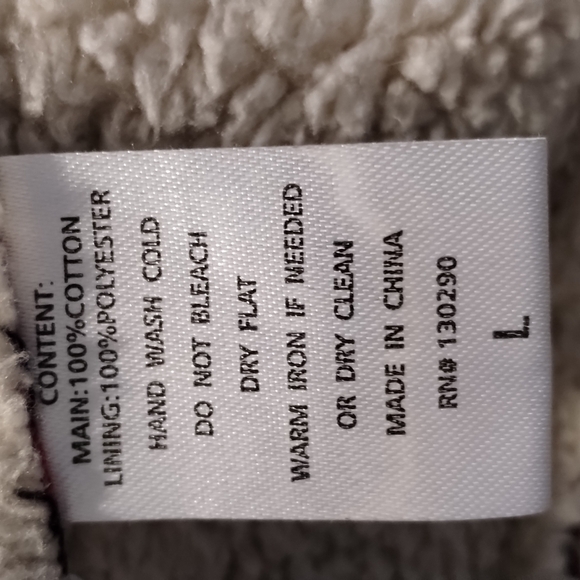 CONTENT:
MAIN:100%COTTON
LINING:100%POLYESTER
HAND WASH COLD
DO NOT BLEACH
DRY FLAT
WARM IRON IF NEEDED
OR DRY CLEAN
MADE IN CHINA
RN# 130290
L